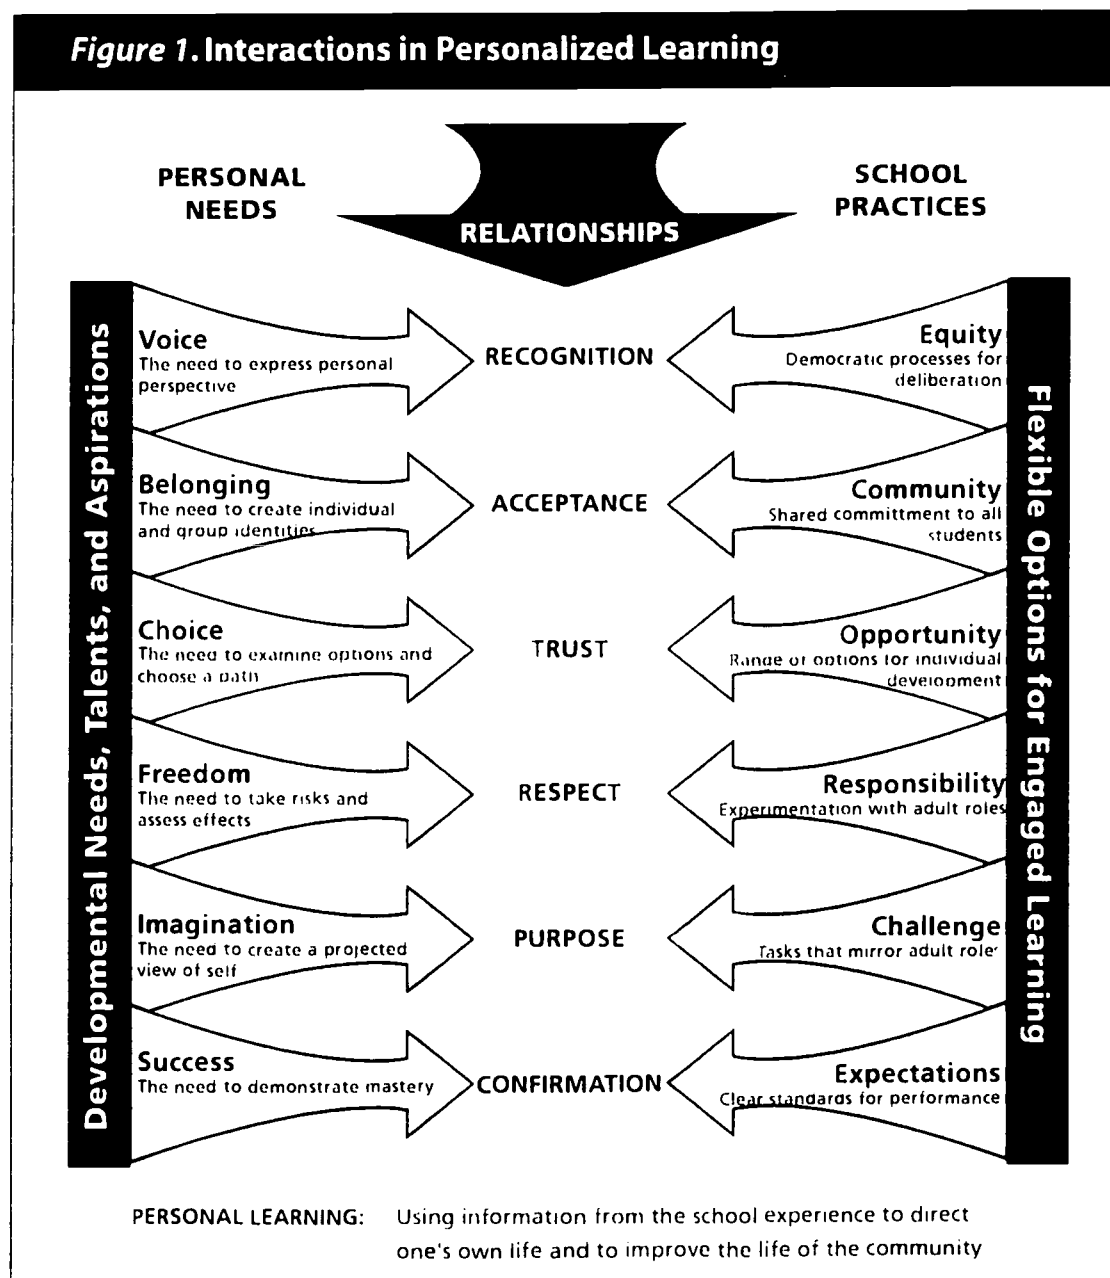 Figure 1. Interactions in Personalized Learning
PERSONAL
NEEDS
RELATIONSHIPS
SCHOOL
PRACTICES
Developmental Needs, Talents, and Aspirations
Voice
The need to express personal
perspective
RECOGNITION
Equity
Democratic processes for
deliberation
Belonging
The need to create individual
and group identities
ACCEPTANCE
Community
Shared committment to all
students
Choice
The need to examine options and
choose a path
TRUST
Opportunity
Range of options for individual
development
Freedom
The need to take risks and
assess effects
RESPECT
Responsibility
Experimentation with adult roles
Imagination
The need to create a projected
view of self
PURPOSE
Challenge
Tasks that mirror adult roles
Success
The need to demonstrate mastery
CONFIRMATION
Expectations
Clear standards for performance
Flexible Options for Engaged Learning
PERSONAL LEARNING: Using information from the school experience to direct
one's own life and to improve the life of the community